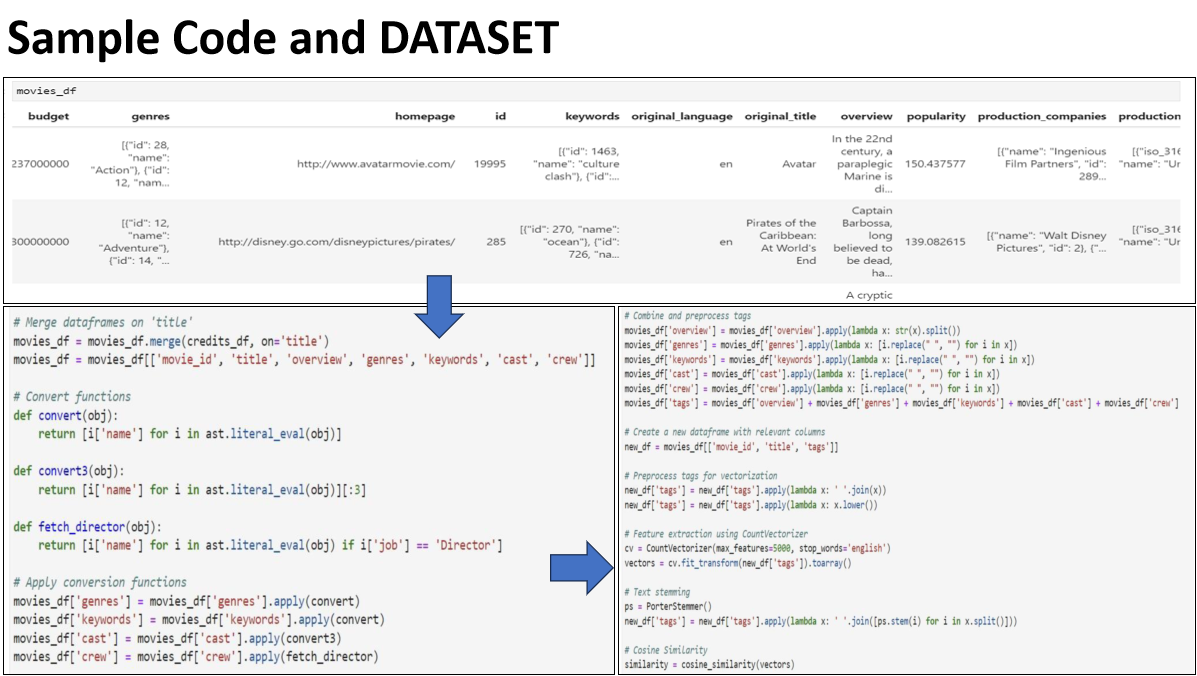 Sample Code and DATASET
movies_df
budget genres homepage id keywords original_language original_title overview popularity production_companies production
237000000 [{"id": 28, "name": "Action"}, {"id": 12, "nam... http://www.avatarmovie.com/ 19995 [{"id": 1463, "name": "culture clash"}, {"id":... en Avatar In the 22nd century, a paraplegic Marine is di... 150.437577 [{"name": "Ingenious Film Partners", "id": 289... [{"iso_316 "name": "Un
300000000 [{"id": 12, "name": "Adventure"}, {"id": 14, "... http://disney.go.com/disneypictures/pirates/ 285 [{"id": 270, "name": "ocean"}, {"id": 726, "na... en Pirates of the Caribbean: At World's End Captain Barbossa, long believed to be dead, ha... 139.082615 [{"name": "Walt Disney Pictures", "id": 2}, {"... [{"iso_316 "name": "Un
A cryptic
# Merge dataframes on 'title'
movies_df = movies_df.merge(credits_df, on='title')
movies_df = movies_df[['movie_id', 'title', 'overview', 'genres', 'keywords', 'cast', 'crew']]
# Convert functions
def convert(obj):
return [i['name'] for i in ast.literal_eval(obj)]
def convert3(obj):
return [i['name'] for i in ast.literal_eval(obj)][:3]
def fetch_director(obj):
return [i['name'] for i in ast.literal_eval(obj) if i['job'] == 'Director']
# Apply conversion functions
movies_df['genres'] = movies_df['genres'].apply(convert)
movies_df['keywords'] = movies_df['keywords'].apply(convert)
movies_df['cast'] = movies_df['cast'].apply(convert3)
movies_df['crew'] = movies_df['crew'].apply(fetch_director)
# Combine and preprocess tags
movies_df['overview'] = movies_df['overview'].apply(lambda x: str(x).split())
movies_df['genres'] = movies_df['genres'].apply(lambda x: [i.replace(" ", "") for i in x])
movies_df['keywords'] = movies_df['keywords'].apply(lambda x: [i.replace(" ", "") for i in x])
movies_df['cast'] = movies_df['cast'].apply(lambda x: [i.replace(" ", "") for i in x])
movies_df['crew'] = movies_df['crew'].apply(lambda x: [i.replace(" ", "") for i in x])
movies_df['tags'] = movies_df['overview'] + movies_df['genres'] + movies_df['keywords'] + movies_df['cast'] + movies_df['crew']
# Create a new dataframe with relevant columns
new_df = movies_df[['movie_id', 'title', 'tags']]
# Preprocess tags for vectorization
new_df['tags'] = new_df['tags'].apply(lambda x: ' '.join(x))
new_df['tags'] = new_df['tags'].apply(lambda x: x.lower())
# Feature extraction using CountVectorizer
cv = CountVectorizer(max_features=5000, stop_words='english')
vectors = cv.fit_transform(new_df['tags']).toarray()
# Text stemming
ps = PorterStemmer()
new_df['tags'] = new_df['tags'].apply(lambda x: ' '.join([ps.stem(i) for i in x.split()]))
# Cosine Similarity
similarity = cosine_similarity(vectors)